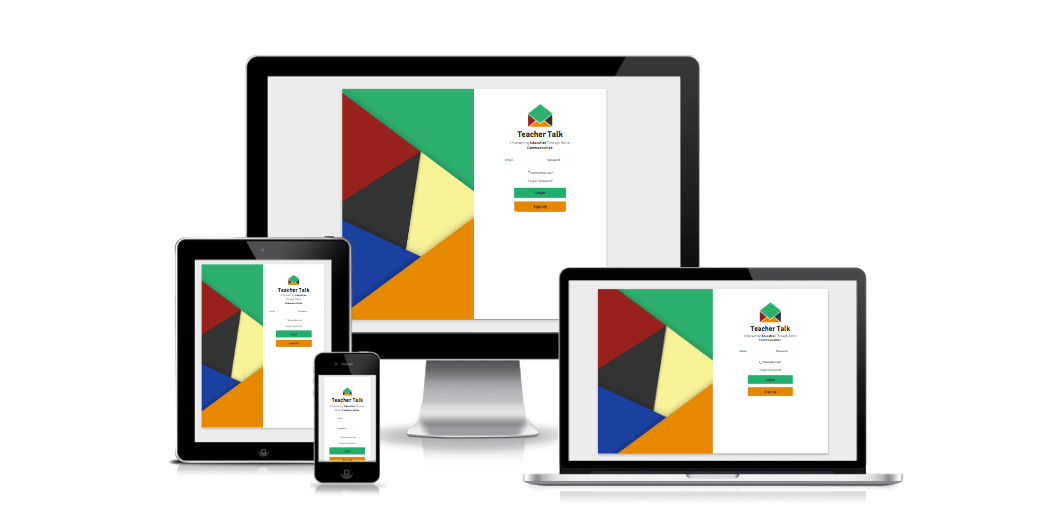 Teacher Talk
Empowering Education Through Better
Communication
Email Password
Remember me?
Forgot Password?
Log In
Sign Up
Teacher Talk
Empowering Education
Through Better
Communication
Email Password
Remember me?
Forgot Password?
Log In
Sign Up
Teacher Talk
Empowering Education Through
Better Communication
Email
Password
Remember me?
Forgot Password?
Log In
Teacher Talk
Empowering Education Through Better
Communication
Email Password
Remember me?
Forgot Password?
Log In
Sign Up